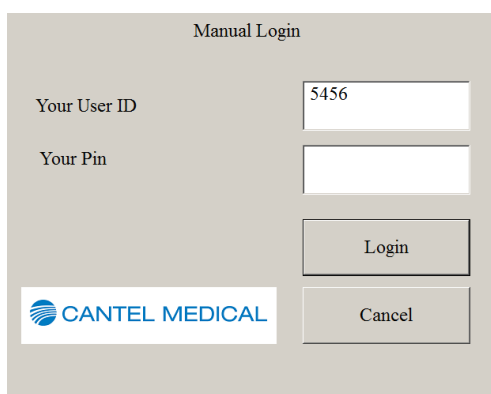 Manual Login
Your User ID
5456
Your Pin
Login
CANTEL MEDICAL
Cancel